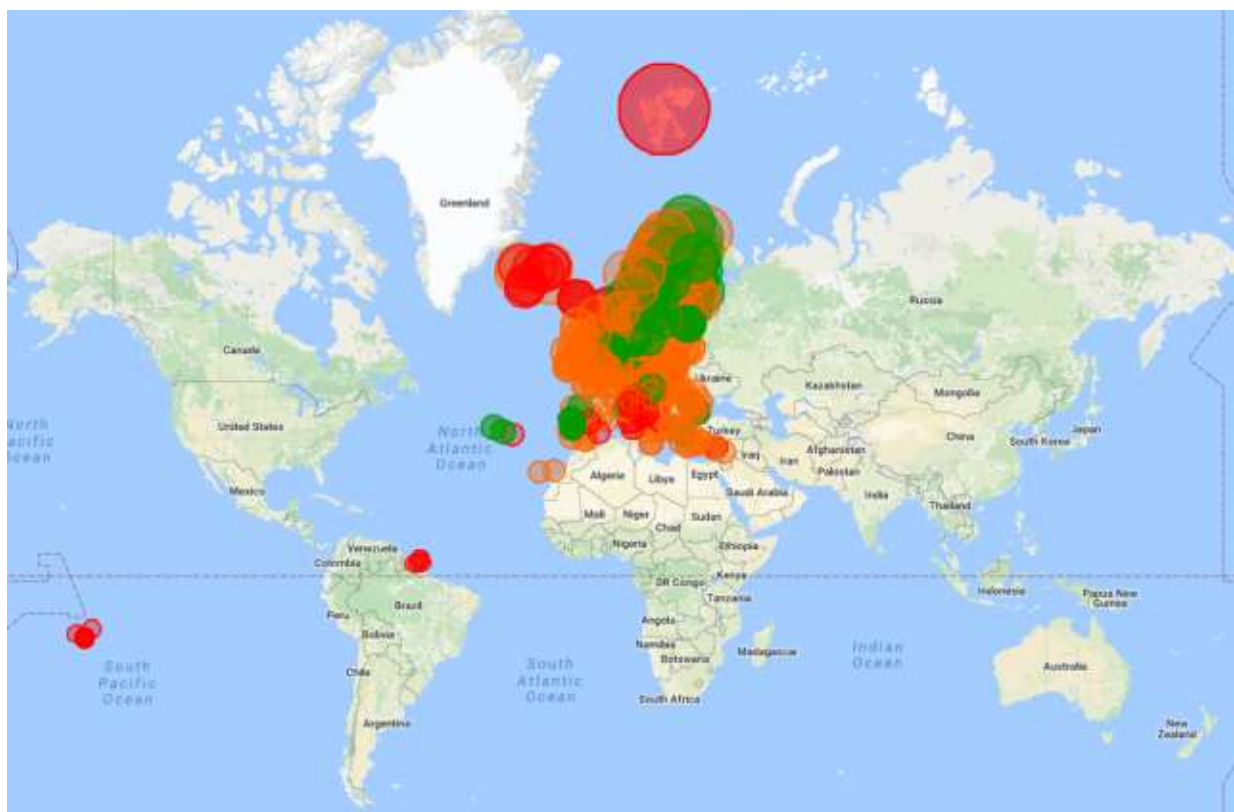 Greenland
Russia
Canada
Ukraine
Kazakhstan
Mongolia
North
Pacific
Ocean
United States
North
Atlantic
Ocean
Turkey
China
Japan
South Korea
Iraq
Iran
Afghanistan
Pakistan
Algeria
Libya
Egypt
Saudi Arabia
India
Mexico
Mali
Niger
Chad
Sudan
Thailand
Nigeria
Ethiopia
Venezuela
Colombia
DR Congo
Kenya
Tanzania
Indonesia
Papua New
Guinea
Brazil
Peru
Bolivia
Angola
Namibia
Botswana
Madagascar
Indian
Ocean
South
Pacific
Ocean
South
Atlantic
Ocean
Chile
Australia
South Africa
Argentina
New
Zealand